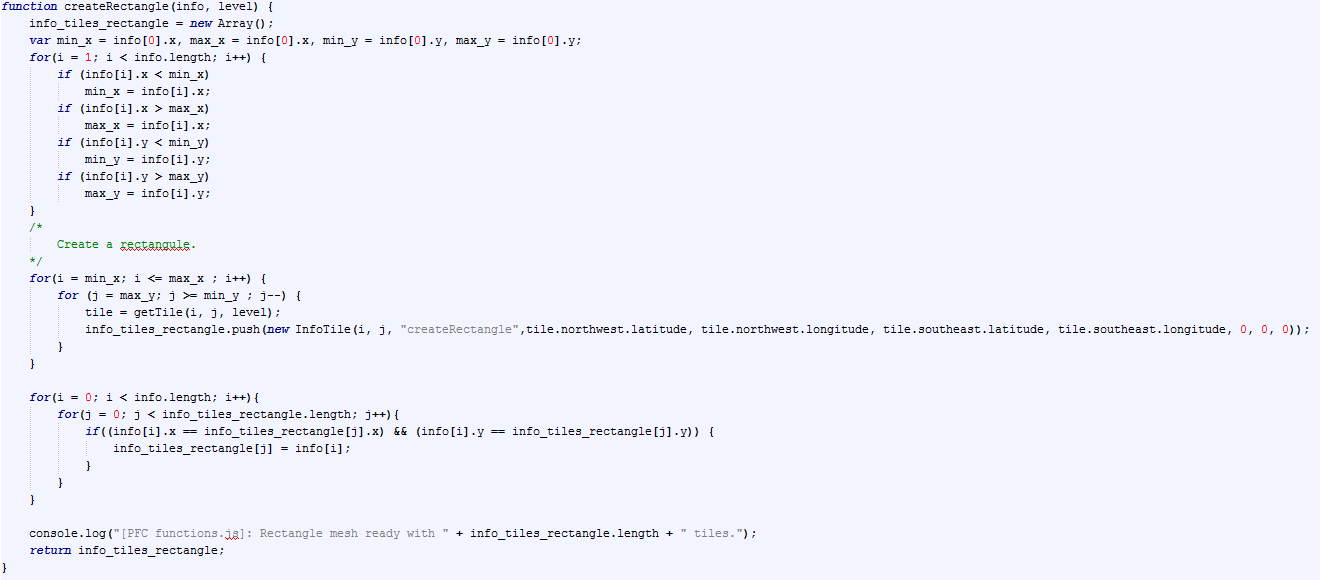 function createRectangle(info, level) {
    info_tiles_rectangle = new Array();
    var min_x = info[0].x, max_x = info[0].x, min_y = info[0].y, max_y = info[0].y;
    for(i = 1; i < info.length; i++) {
        if (info[i].x < min_x)
            min_x = info[i].x;
        if (info[i].x > max_x)
            max_x = info[i].x;
        if (info[i].y < min_y)
            min_y = info[i].y;
        if (info[i].y > max_y)
            max_y = info[i].y;
    }
    /*
        Create a rectangule.
    */
    for(i = min_x; i <= max_x ; i++) {
        for (j = max_y; j >= min_y ; j--) {
            tile = getTile(i, j, level);
            info_tiles_rectangle.push(new InfoTile(i, j, "createRectangle",tile.northwest.latitude, tile.northwest.longitude, tile.southeast.latitude, tile.southeast.longitude, 0, 0, 0));
        }
    }
    for(i = 0; i < info.length; i++){
        for(j = 0; j < info_tiles_rectangle.length; j++){
            if((info[i].x == info_tiles_rectangle[j].x) && (info[i].y == info_tiles_rectangle[j].y)) {
                info_tiles_rectangle[j] = info[i];
            }
        }
    }
    console.log("[PFC functions.js]: Rectangle mesh ready with " + info_tiles_rectangle.length + " tiles.");
    return info_tiles_rectangle;
}